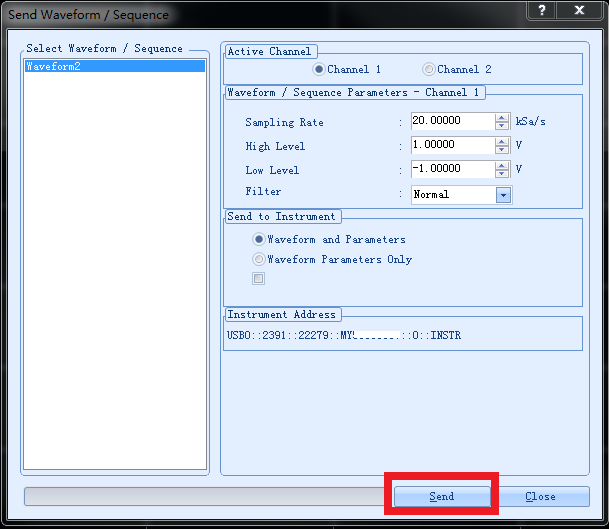 Send Waveform / Sequence
?
X
Select Waveform / Sequence
Waveform2
Active Channel
Channel 1
Channel 2
Waveform / Sequence Parameters - Channel 1
Sampling Rate : 20.00000 kSa/s
High Level : 1.00000 V
Low Level : -1.00000 V
Filter : Normal
Send to Instrument
Waveform and Parameters
Waveform Parameters Only
Instrument Address
USB0::2391::22279::MY ::0::INSTR
Send
Close